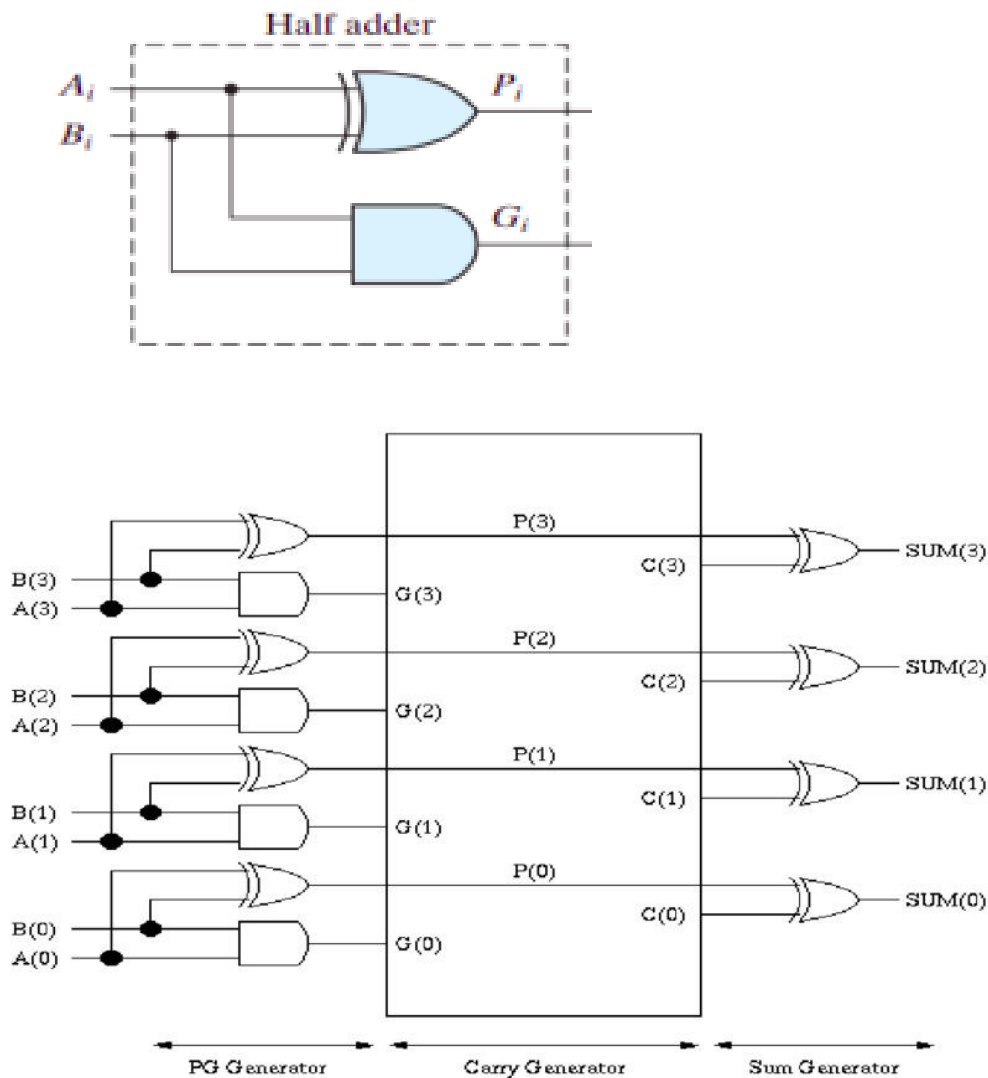 Half adder
Ai
Pi
Bi
Gi
P(3)
C(3)
SUM(3)
B(3)
G(3)
A(3)
P(2)
C(2)
SUM(2)
B(2)
G(2)
A(2)
P(1)
C(1)
SUM(1)
B(1)
G(1)
A(1)
P(0)
C(0)
SUM(0)
B(0)
G(0)
A(0)
PG Generator
Carry Generator
Sum Generator